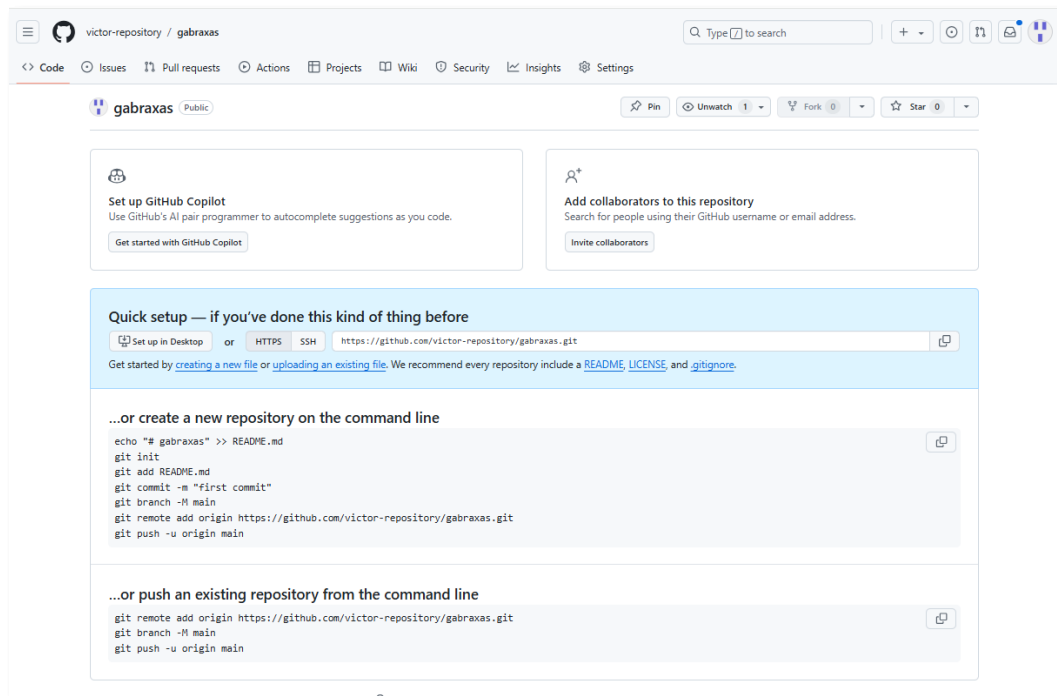 victor-repository / gabraxas
Type / to search
Code Issues Pull requests Actions Projects Wiki Security Insights Settings
gabraxas Public
Pin Unwatch 1 Fork 0 Star 0
Set up GitHub Copilot
Use GitHub's AI pair programmer to autocomplete suggestions as you code.
Get started with GitHub Copilot
Add collaborators to this repository
Search for people using their GitHub username or email address.
Invite collaborators
Quick setup — if you've done this kind of thing before
Set up in Desktop or HTTPS SSH https://github.com/victor-repository/gabraxas.git
Get started by creating a new file or uploading an existing file. We recommend every repository include a README, LICENSE, and .gitignore.
...or create a new repository on the command line
echo "# gabraxas" >> README.md
git init
git add README.md
git commit -m "first commit"
git branch -M main
git remote add origin https://github.com/victor-repository/gabraxas.git
git push -u origin main
...or push an existing repository from the command line
git remote add origin https://github.com/victor-repository/gabraxas.git
git branch -M main
git push -u origin main